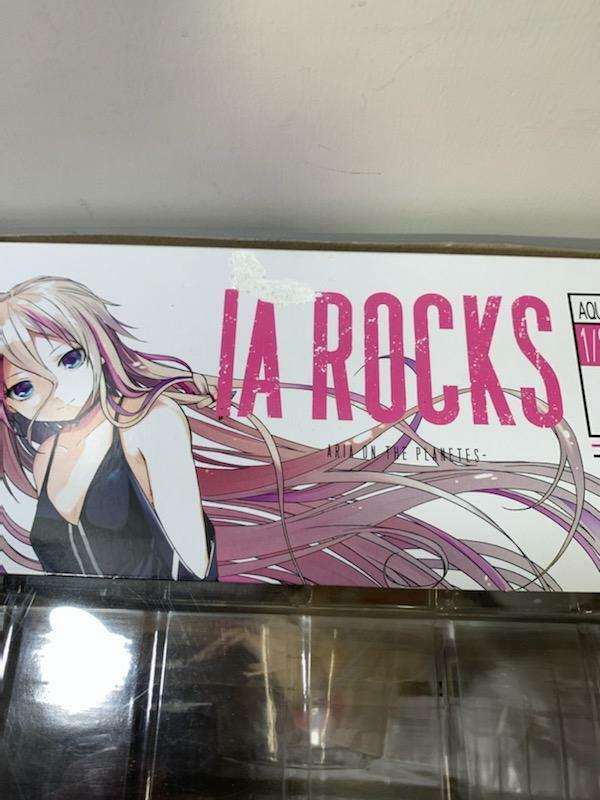 IA ROCKS
-ARIA ON THE PLANETES-
AQU
1/